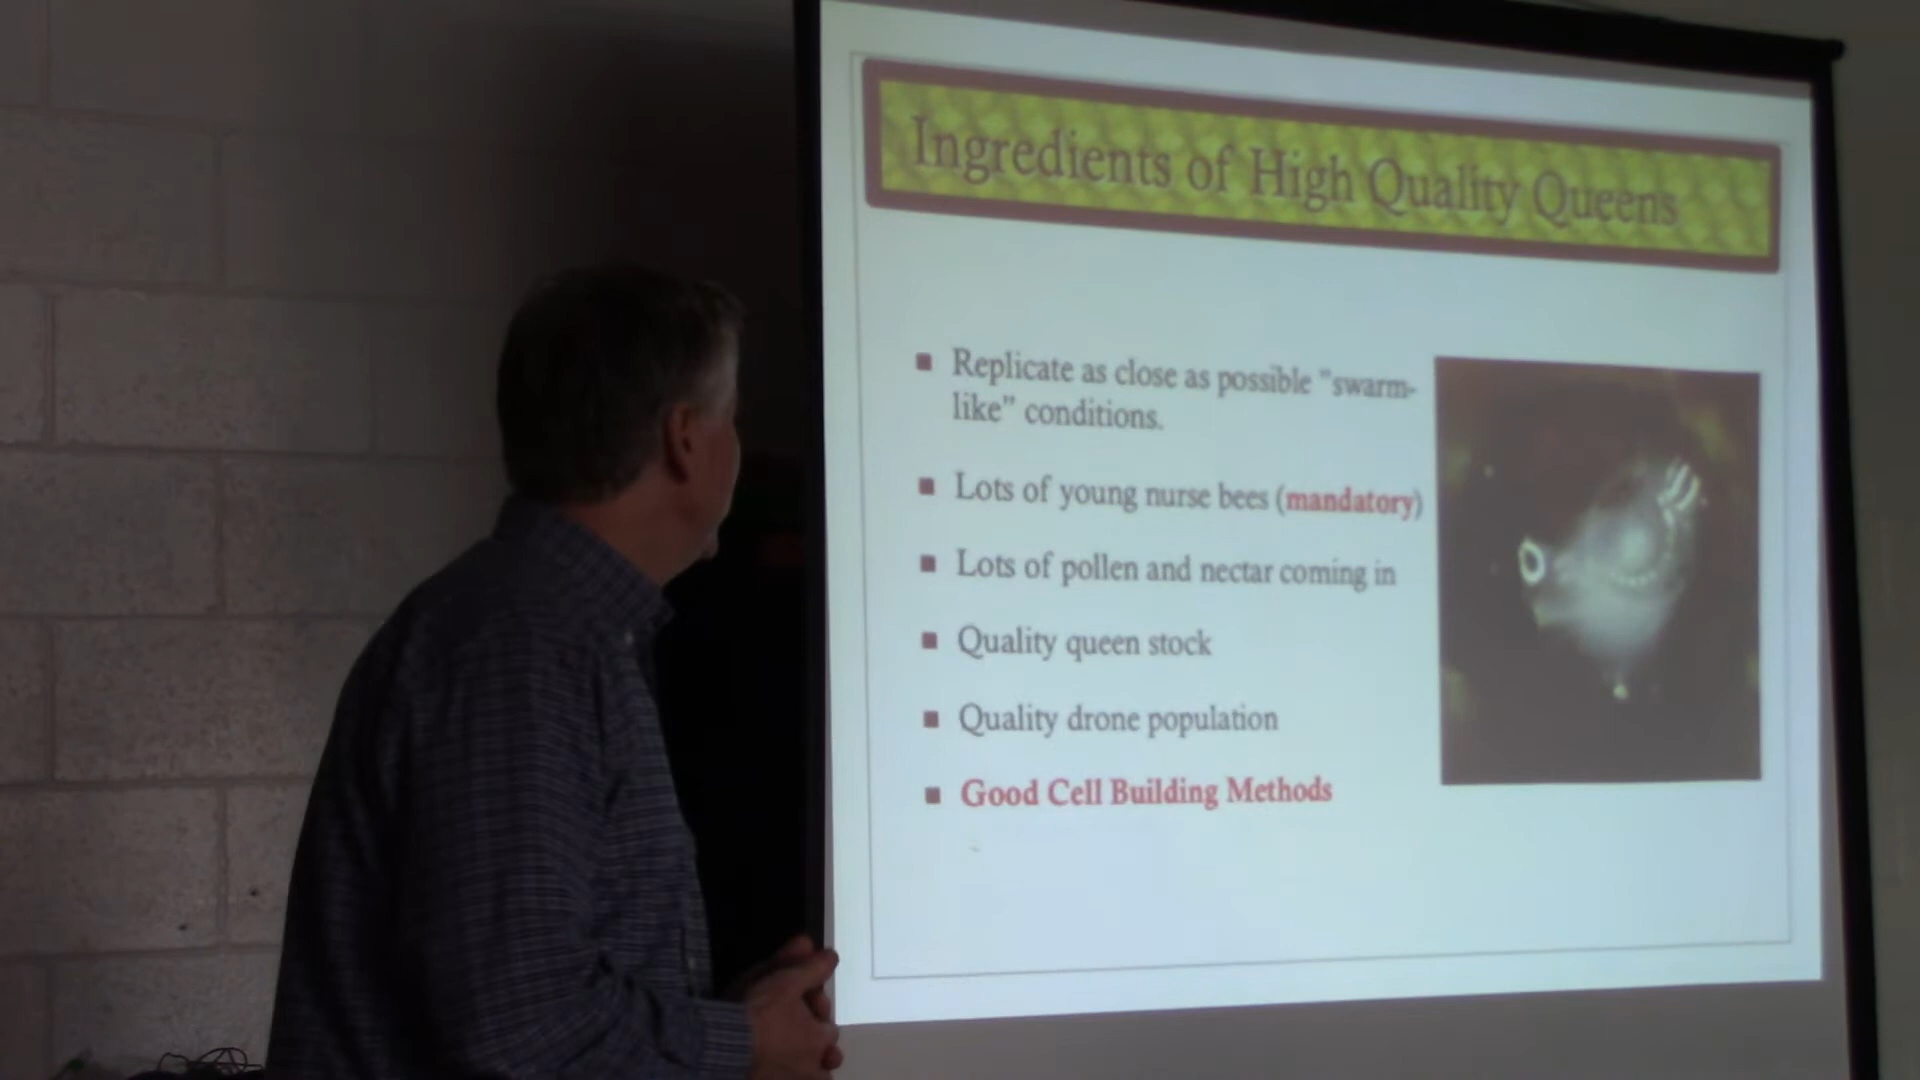 Ingredients of High Quality Queens
Replicate as close as possible "swarm-
like" conditions.
Lots of young nurse bees (mandatory)
Lots of pollen and nectar coming in
Quality queen stock
Quality drone population
Good Cell Building Methods